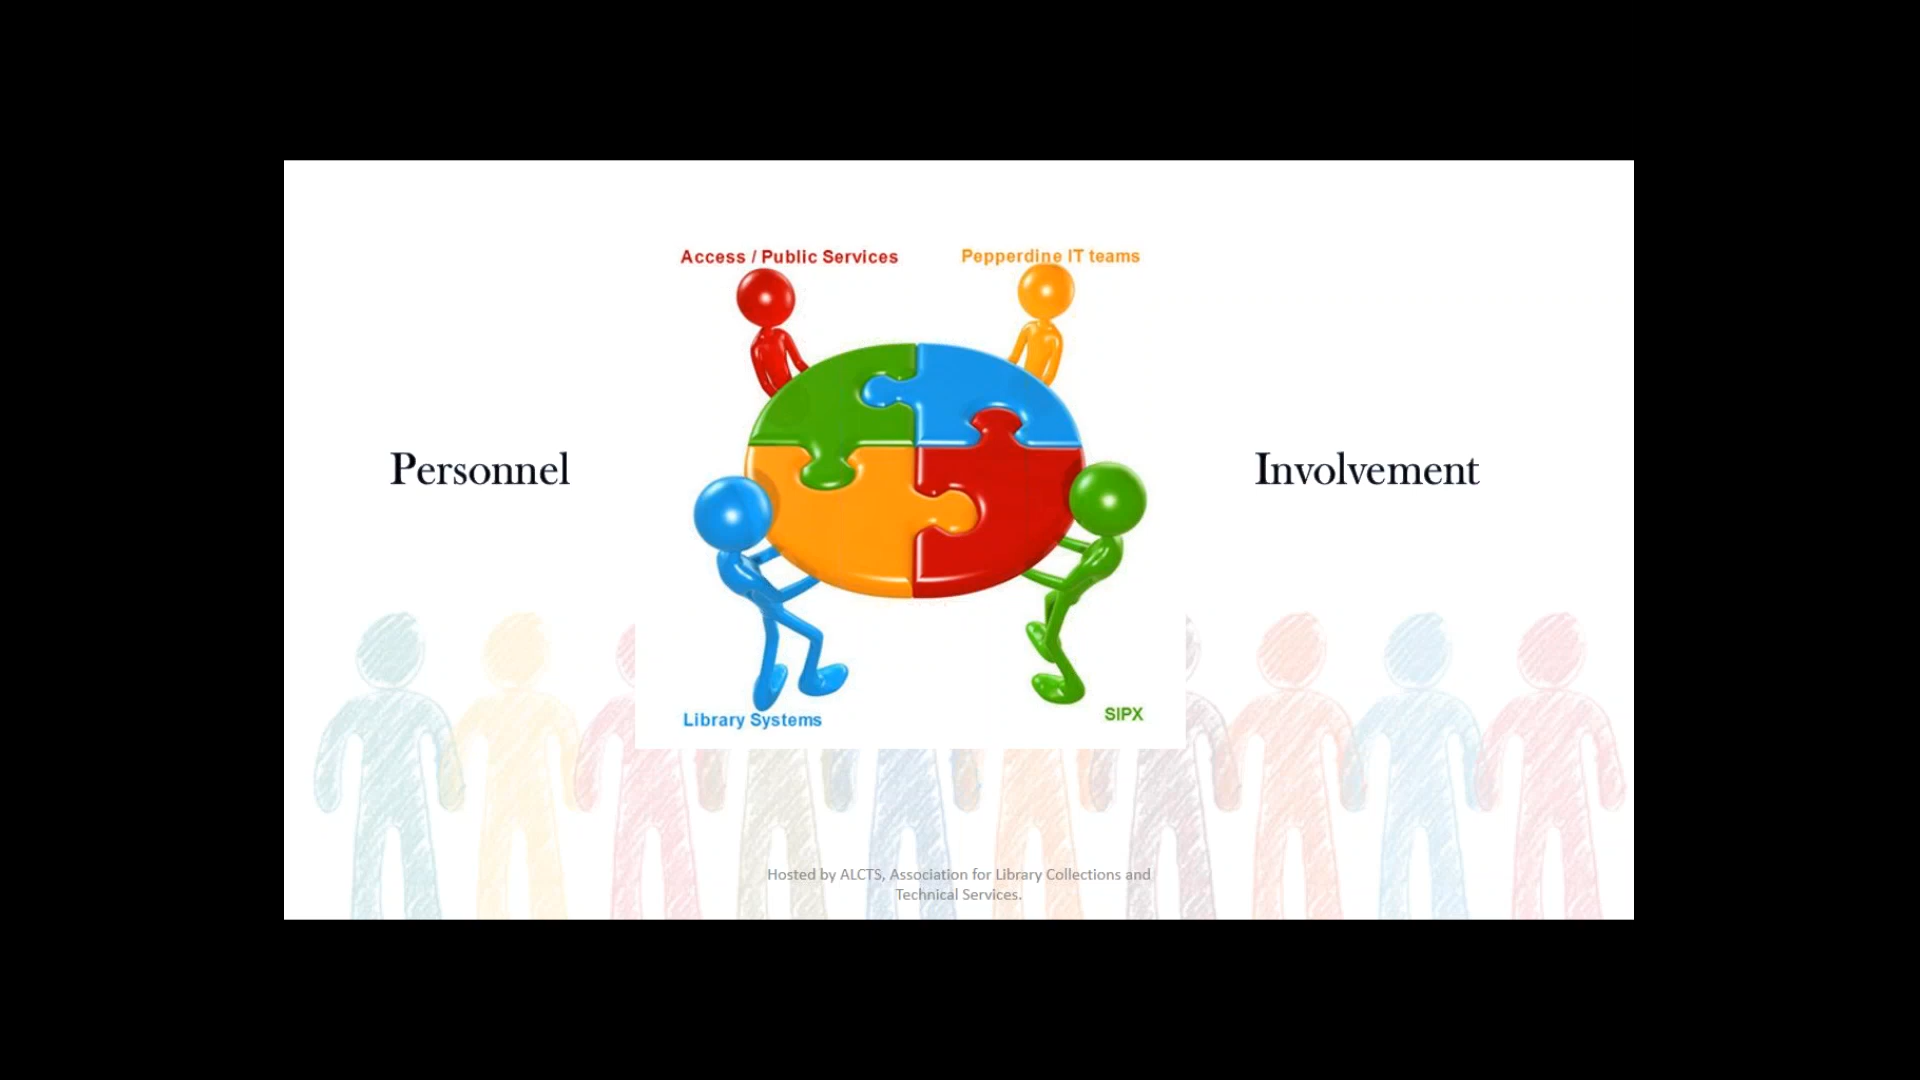 Access / Public Services
Pepperdine IT teams
Personnel
Involvement
Library Systems
SIPX
Hosted by ALCTS, Association for Library Collections and
Technical Services.